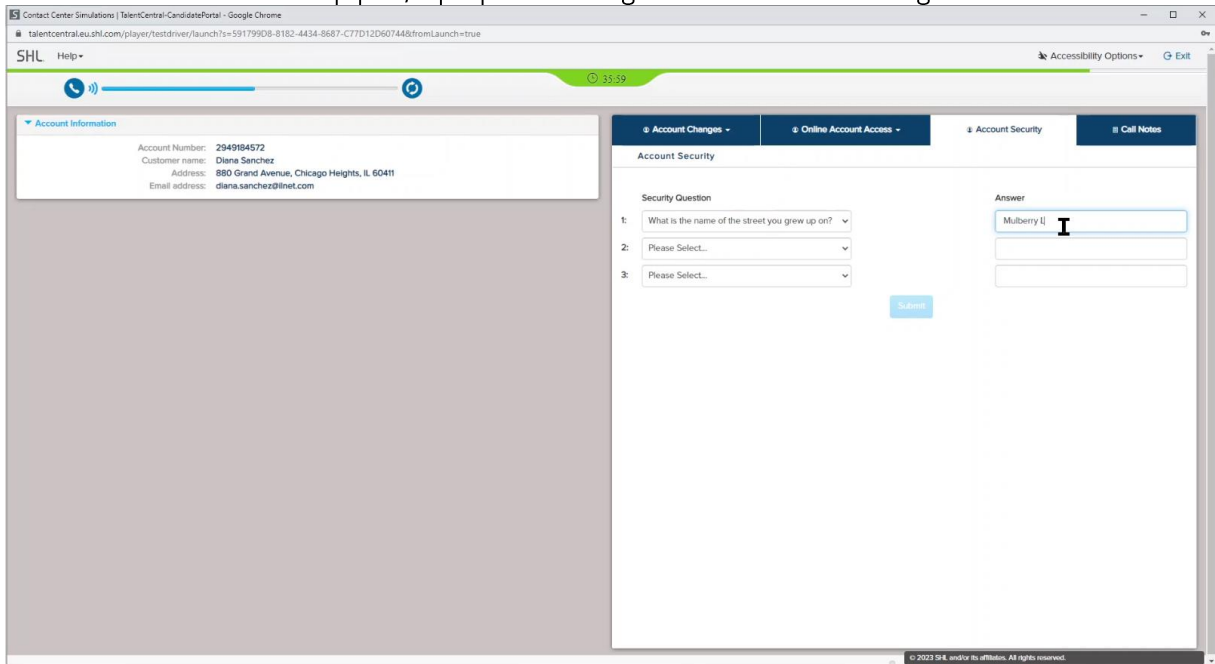 Contact Center Simulations | TalentCentral-CandidatePortal - Google Chrome
talentcentral.eu.shl.com/player/testdriver/launch?s=591799D8-8182-4434-8687-C77D12D60744&fromLaunch=true
SHL Help
Accessibility Options Exit
35:59
Account Information
Account Number: 2949184572
Customer name: Diana Sanchez
Address: 880 Grand Avenue, Chicago Heights, IL 60411
Email address: diana.sanchez@ilnet.com
Account Changes Online Account Access Account Security Call Notes
Account Security
Security Question Answer
1: What is the name of the street you grew up on? Mulberry L
2: Please Select...
3: Please Select...
Submit
© 2023 SHL and/or its affiliates. All rights reserved.